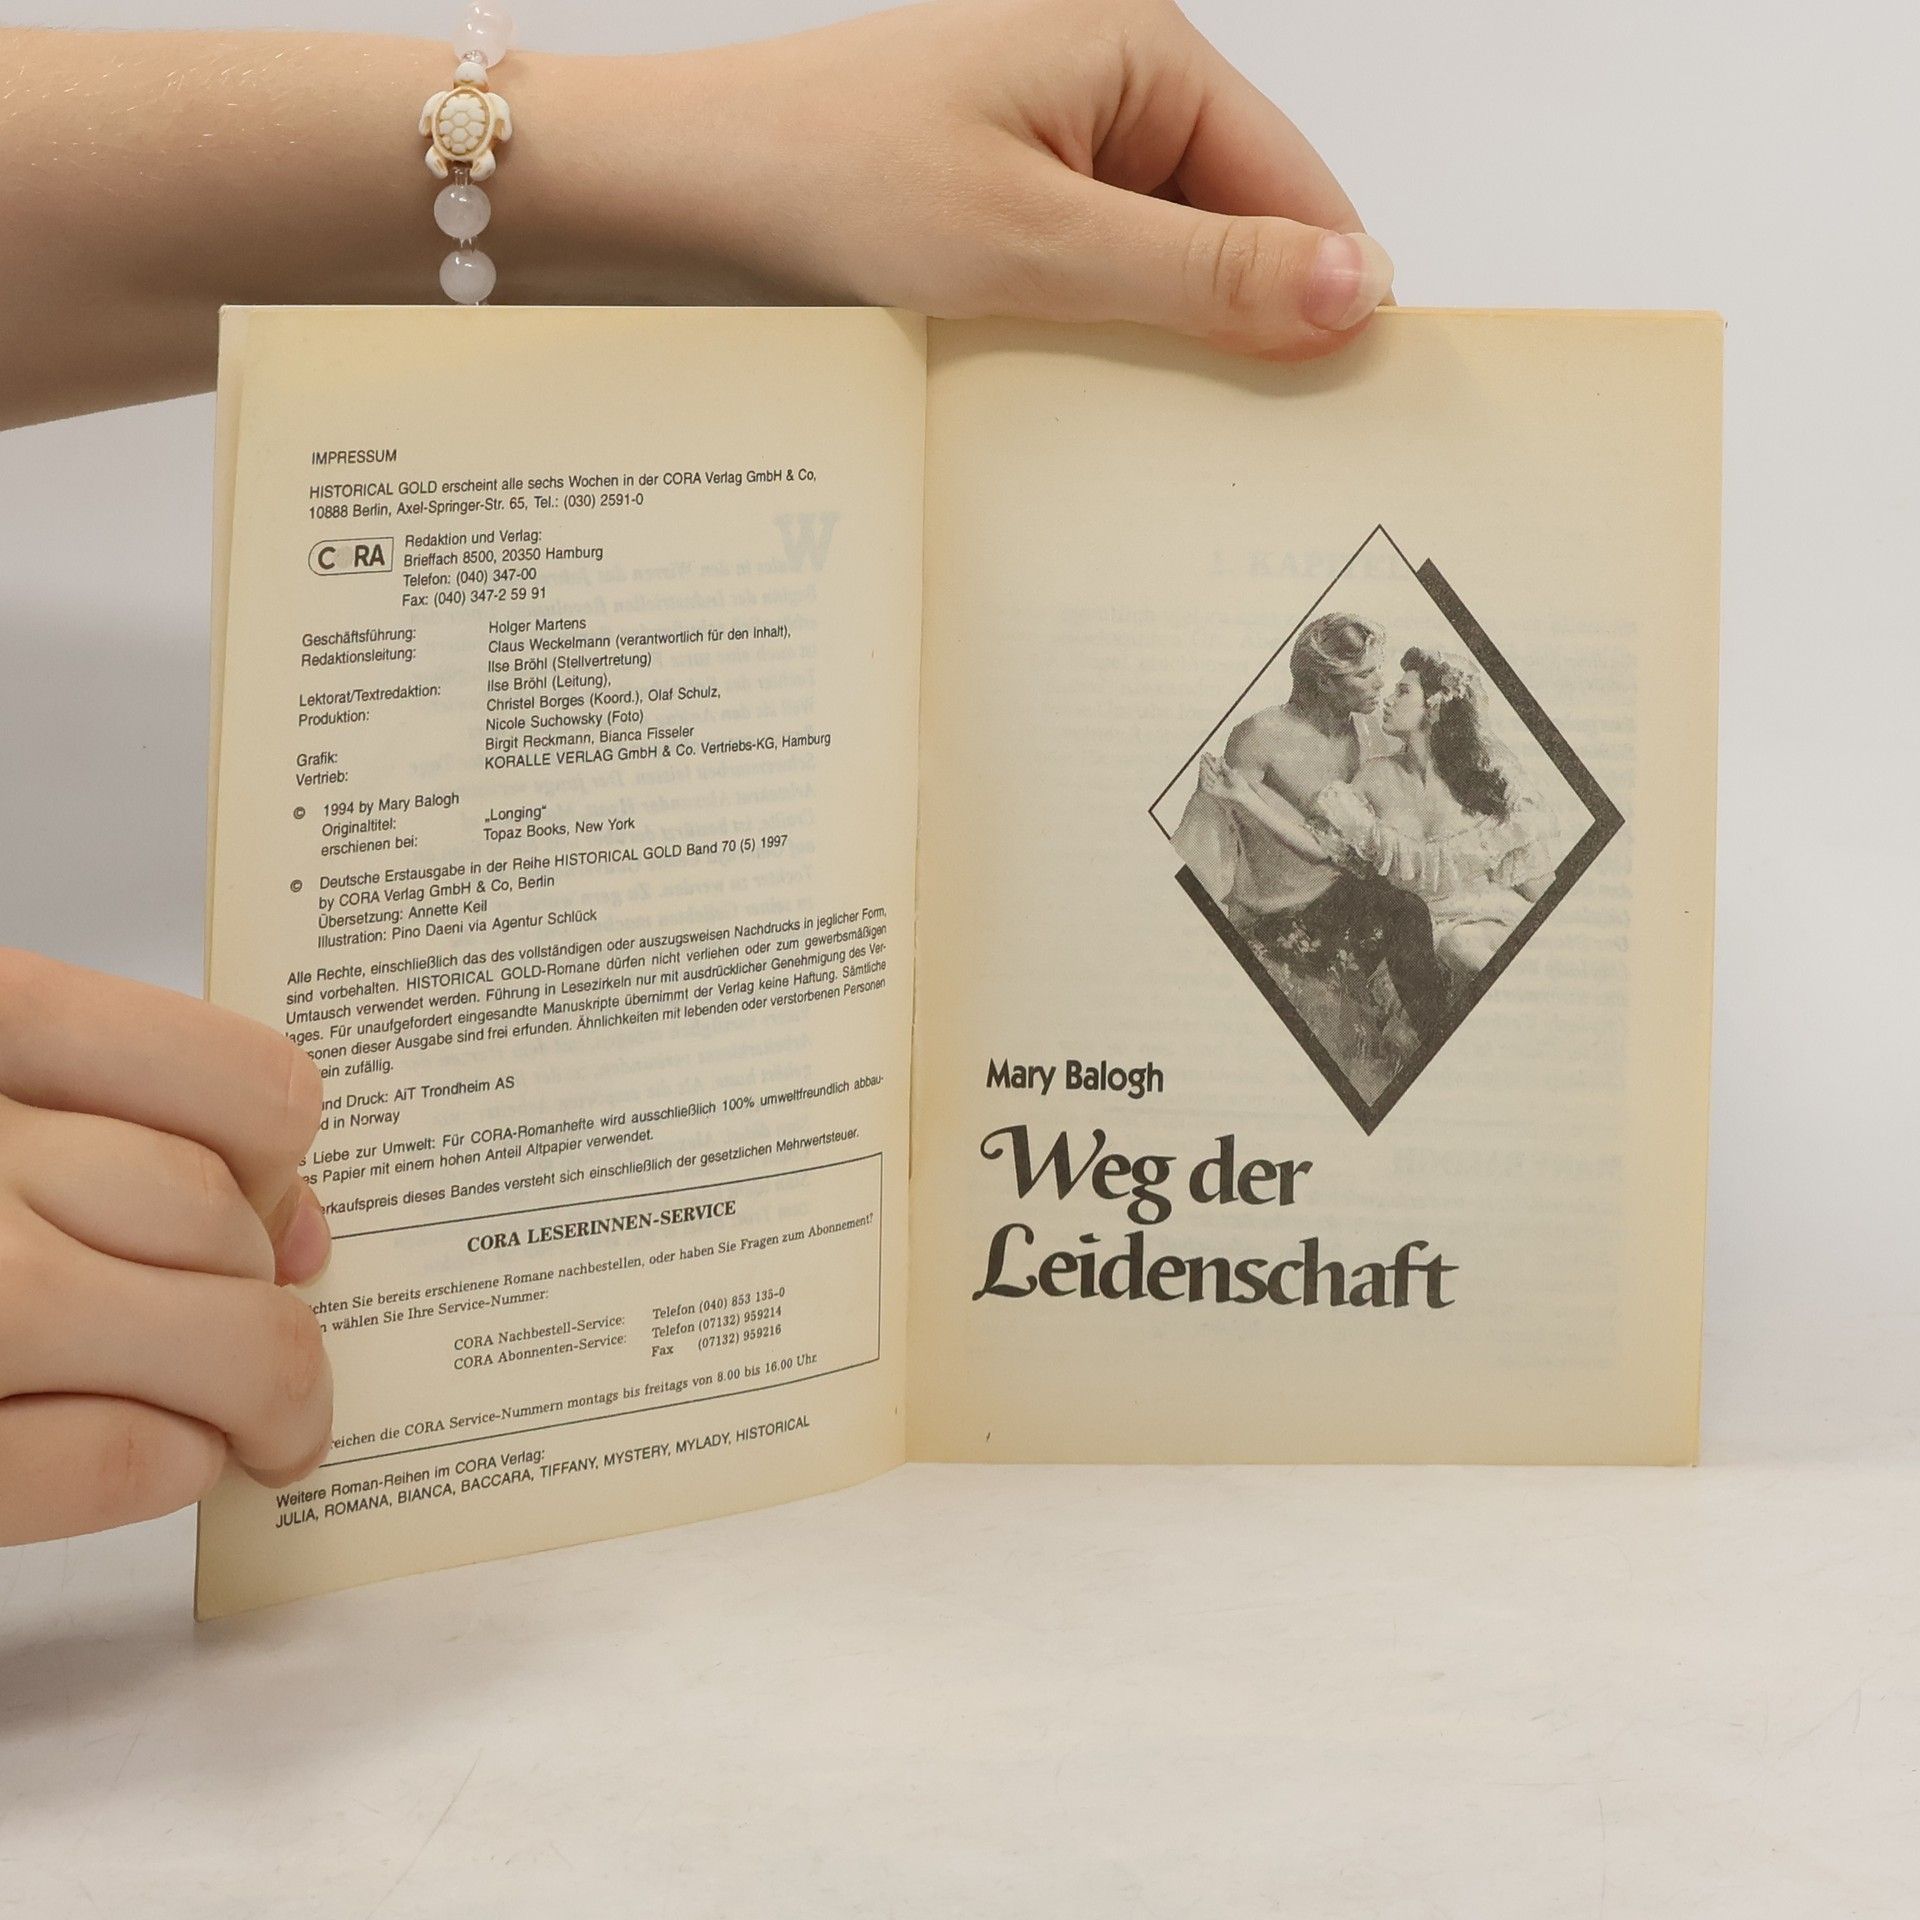 IMPRESSUM
HISTORICAL GOLD erscheint alle sechs Wochen in der CORA Verlag GmbH & Co,
10888 Berlin, Axel-Springer-Str. 65, Tel.: (030) 2591-0
C RA
Redaktion und Verlag:
Brieffach 8500, 20350 Hamburg
Telefon: (040) 347-00
Fax: (040) 347-2 59 91
Geschäftsführung: Holger Martens
Redaktionsleitung: Claus Weckelmann (verantwortlich für den Inhalt),
Ilse Bröhl (Stellvertretung)
Lektorat/Textredaktion: Ilse Bröhl (Leitung),
Produktion: Christel Borges (Koord.), Olaf Schulz,
Nicole Suchowsky (Foto)
Grafik: Birgit Reckmann, Bianca Fisseler
Vertrieb: KORALLE VERLAG GmbH & Co. Vertriebs-KG, Hamburg
© 1994 by Mary Balogh
Originaltitel: „Longing“
erschienen bei: Topaz Books, New York
© Deutsche Erstausgabe in der Reihe HISTORICAL GOLD Band 70 (5) 1997
by CORA Verlag GmbH & Co, Berlin
Übersetzung: Annette Keil
Illustration: Pino Daeni via Agentur Schlück
Alle Rechte, einschließlich das des vollständigen oder auszugsweisen Nachdrucks in jeglicher Form,
sind vorbehalten. HISTORICAL GOLD-Romane dürfen nicht verliehen oder zum gewerbsmäßigen
Umtausch verwendet werden. Führung in Lesezirkeln nur mit ausdrücklicher Genehmigung des Ver-
lages. Für unaufgefordert eingesandte Manuskripte übernimmt der Verlag keine Haftung. Sämtliche
sonen dieser Ausgabe sind frei erfunden. Ähnlichkeiten mit lebenden oder verstorbenen Personen
ein zufällig.
und Druck: AiT Trondheim AS
d in Norway
s Liebe zur Umwelt: Für CORA-Romanhefte wird ausschließlich 100% umweltfreundlich abbau-
es Papier mit einem hohen Anteil Altpapier verwendet.
erkaufspreis dieses Bandes versteht sich einschließlich der gesetzlichen Mehrwertsteuer.
CORA LESERINNEN-SERVICE
chten Sie bereits erschienene Romane nachbestellen, oder haben Sie Fragen zum Abonnement?
n wählen Sie Ihre Service-Nummer:
CORA Nachbestell-Service: Telefon (040) 853 135-0
CORA Abonnenten-Service: Telefon (07132) 959214
Fax (07132) 959216
reichen die CORA Service-Nummern montags bis freitags von 8.00 bis 16.00 Uhr.
Weitere Roman-Reihen im CORA Verlag:
JULIA, ROMANA, BIANCA, BACCARA, TIFFANY, MYSTERY, MYLADY, HISTORICAL
Mary Balogh
Weg der
Leidenschaft